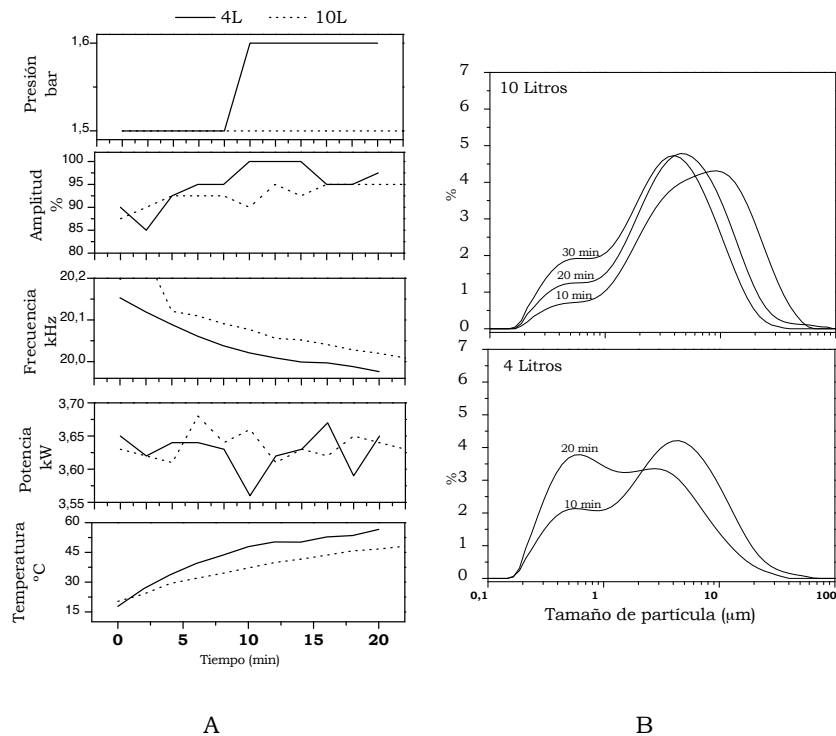 4L 10L
1,6
1,5
Presión
bar
100
95
90
85
80
Amplitud
%
20,2
20,1
20,0
Frecuencia
kHz
3,70
3,65
3,60
3,55
Potencia
kW
60
45
30
15
Temperatura
ºC
0 5 10 15 20
Tiempo (min)
A
10 Litros
7
6
5
4
3
2
1
0
%
30 min
20 min
10 min
4 Litros
7
6
5
4
3
2
1
0
%
20 min
10 min
0,1 1 10 100
Tamaño de partícula (µm)
B